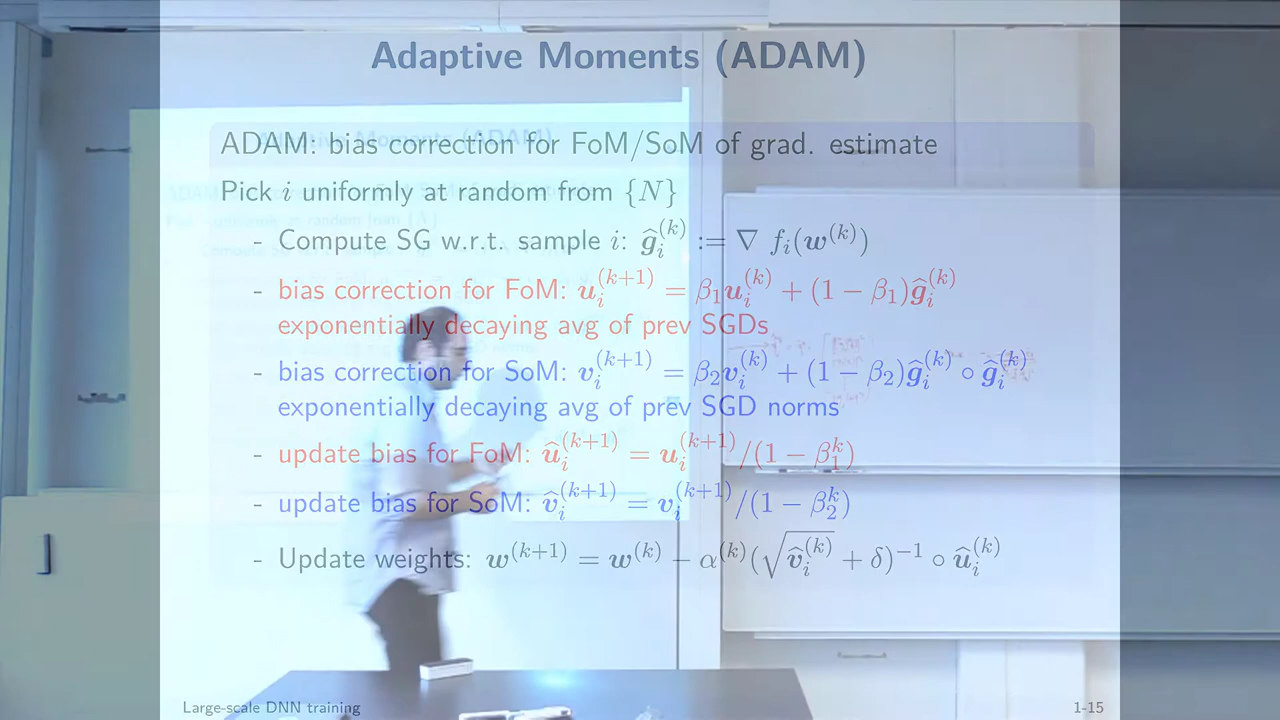 Adaptive Moments (ADAM)
ADAM: bias correction for FoM/SoM of grad. estimate
Pick i uniformly at random from {N}
- Compute SG w.r.t. sample i: ĝ_i^{(k)} := ∇ f_i(w^{(k)})
- bias correction for FoM: u_i^{(k+1)} = β_1 u_i^{(k)} + (1 − β_1)ĝ_i^{(k)}
exponentially decaying avg of prev SGDs
- bias correction for SoM: v_i^{(k+1)} = β_2 v_i^{(k)} + (1 − β_2)ĝ_i^{(k)} ∘ ĝ_i^{(k)}
exponentially decaying avg of prev SGD norms
- update bias for FoM: û_i^{(k+1)} = u_i^{(k+1)}/(1 − β_1^k)
- update bias for SoM: v̂_i^{(k+1)} = v_i^{(k+1)}/(1 − β_2^k)
- Update weights: w^{(k+1)} = w^{(k)} − α^{(k)}(√v̂_i^{(k)} + δ)^{−1} ∘ û_i^{(k)}
Large-scale DNN training
1-15